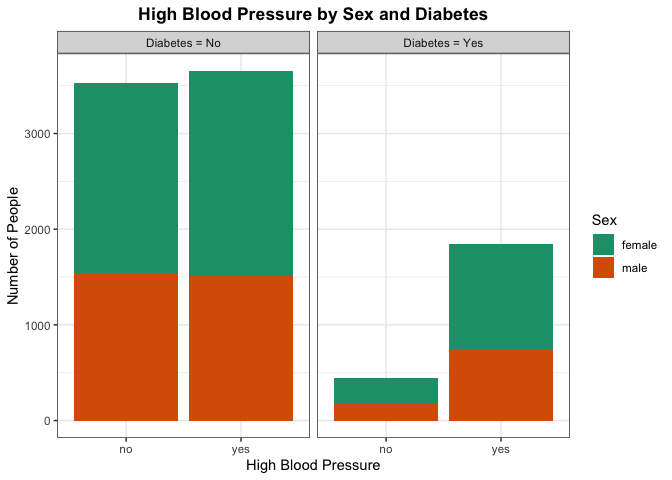 High Blood Pressure by Sex and Diabetes
Diabetes = No
Diabetes = Yes
Number of People
3000
2000
1000
0
no
yes
no
yes
High Blood Pressure
Sex
female
male